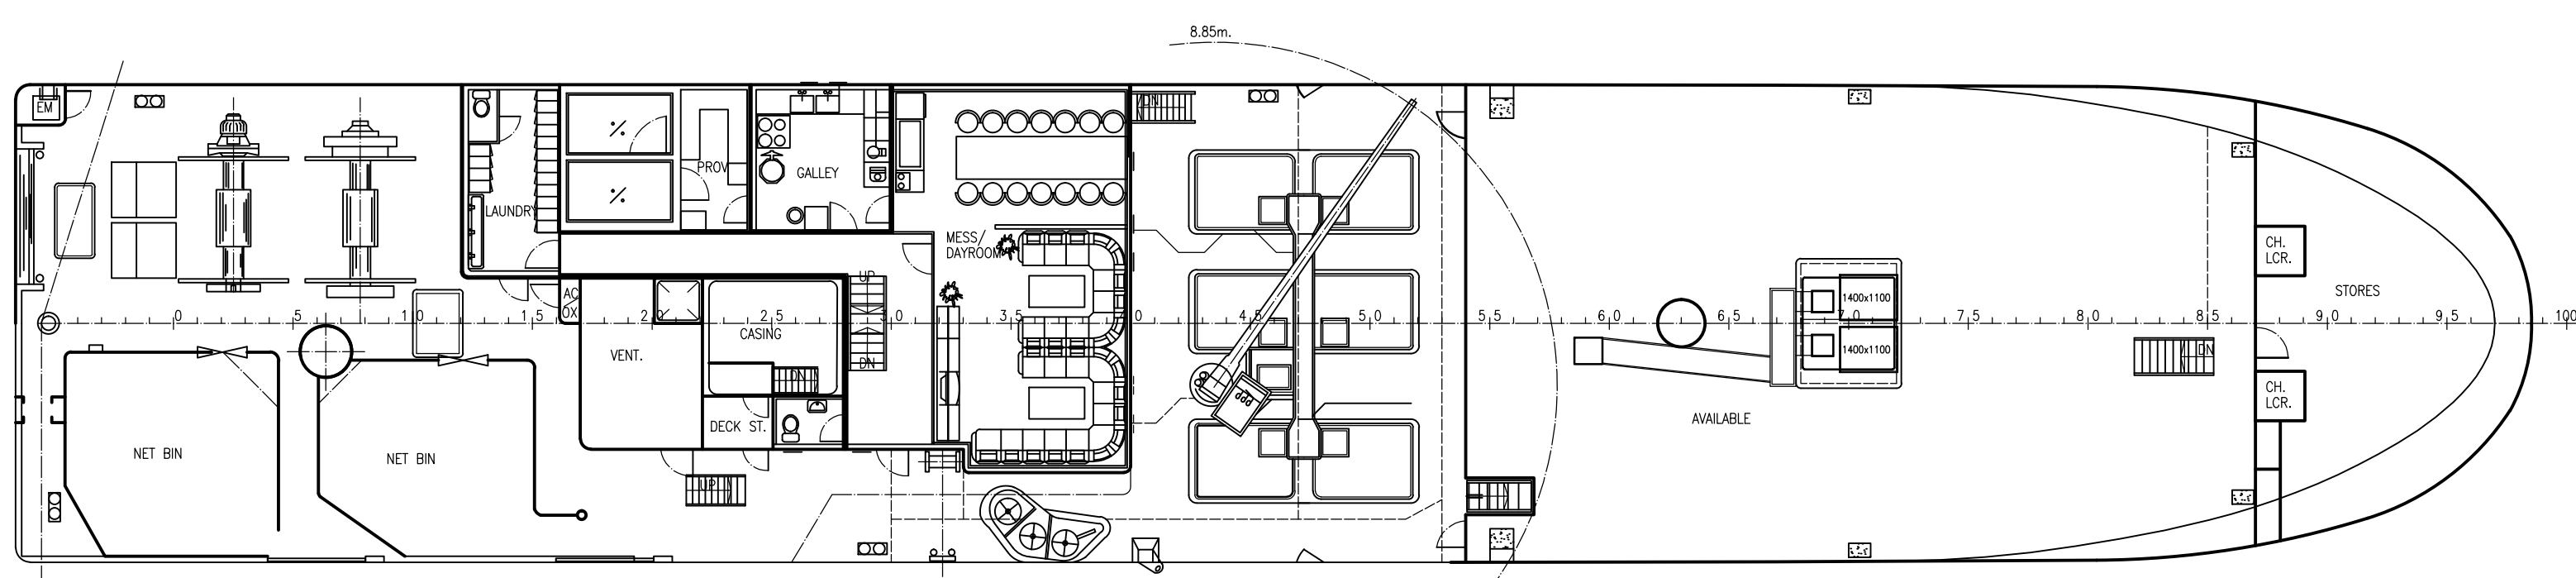 8.85m.
EM
DN
PROV
GALLEY
LAUNDRY
MESS/
DAYROOM
UP
AC
OX
CH.
LCR.
STORES
1400x1100
0 5 10 15 20 25 30 35 0 45 50 55 60 65 70 75 80 85 90 95 100
CASING
VENT.
DN
1400x1100
DN
DN
CH.
LCR.
AVAILABLE
DECK ST.
NET BIN
NET BIN
UP